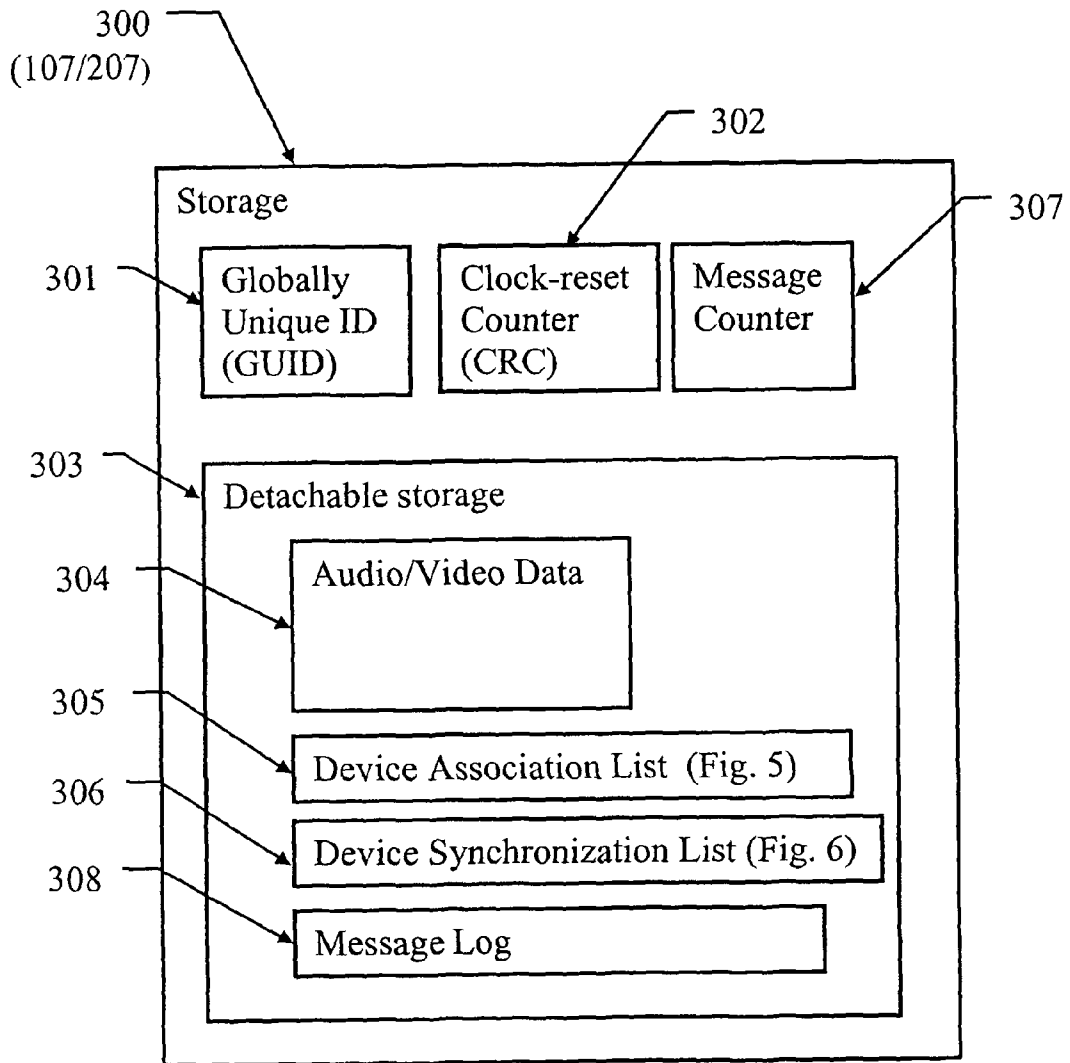 300
(107/207)
302
Storage
307
301
Globally
Unique ID
(GUID)
Clock-reset
Counter
(CRC)
Message
Counter
303
Detachable storage
304
Audio/Video Data
305
Device Association List (Fig. 5)
306
Device Synchronization List (Fig. 6)
308
Message Log